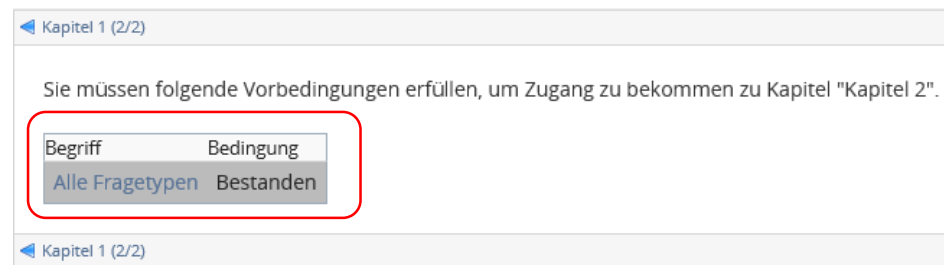 Kapitel 1 (2/2)
Sie müssen folgende Vorbedingungen erfüllen, um Zugang zu bekommen zu Kapitel "Kapitel 2".
Begriff Bedingung
Alle Fragetypen Bestanden
Kapitel 1 (2/2)